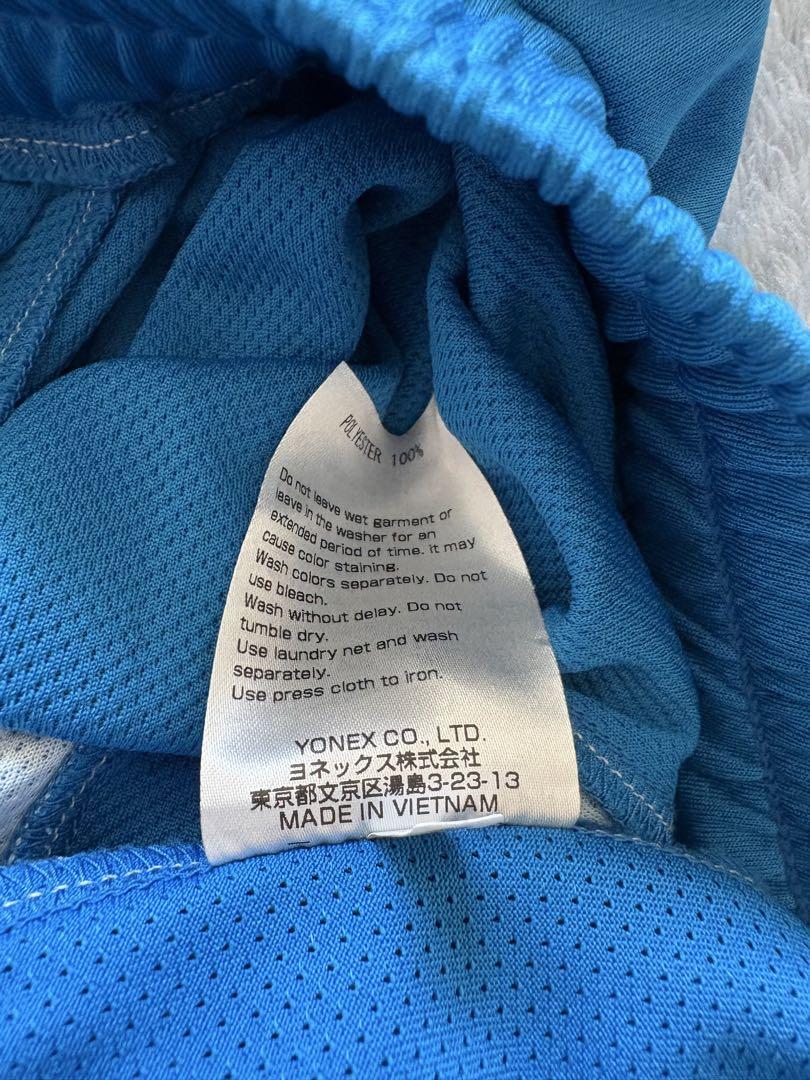 POLYESTER 100%
Do not leave wet garment or
leave in the washer for an
extended period of time. it may
cause color staining.
Wash colors separately. Do not
use bleach.
Wash without delay. Do not
tumble dry.
Use laundry net and wash
separately.
Use press cloth to iron.
YONEX CO., LTD.
ヨネックス株式会社
東京都文京区湯島3-23-13
MADE IN VIETNAM